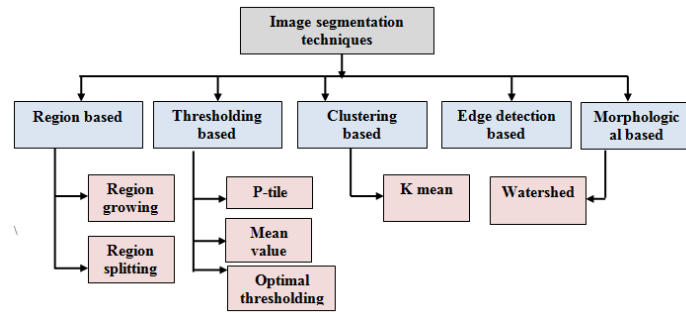 Image segmentation
techniques
Region based
Thresholding
based
Clustering
based
Edge detection
based
Morphologic
al based
Region
growing
Region
splitting
P-tile
Mean
value
Optimal
thresholding
K mean
Watershed
\